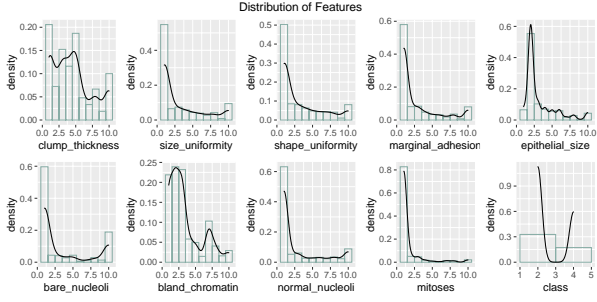 Distribution of Features
density
0.20
0.15
0.10
0.05
0.00
0.0 2.5 5.0 7.5 10.0
clump_thickness
density
0.4
0.2
0.0
0.0 2.5 5.0 7.5 10.0
size_uniformity
density
0.5
0.4
0.3
0.2
0.1
0.0
0.0 2.5 5.0 7.5 10.0
shape_uniformity
density
0.6
0.4
0.2
0.0
0.0 2.5 5.0 7.5 10.0
marginal_adhesion
density
0.6
0.4
0.2
0.0
0.0 2.5 5.0 7.5 10.0
epithelial_size
density
0.6
0.4
0.2
0.0
0.0 2.5 5.0 7.5 10.0
bare_nucleoli
density
0.25
0.20
0.15
0.10
0.05
0.00
0.0 2.5 5.0 7.5 10.0
bland_chromatin
density
0.6
0.4
0.2
0.0
0.0 2.5 5.0 7.5 10.0
normal_nucleoli
density
0.8
0.6
0.4
0.2
0.0
0.0 2.5 5.0 7.5 10.0
mitoses
density
0.9
0.6
0.3
0.0
1 2 3 4 5
class